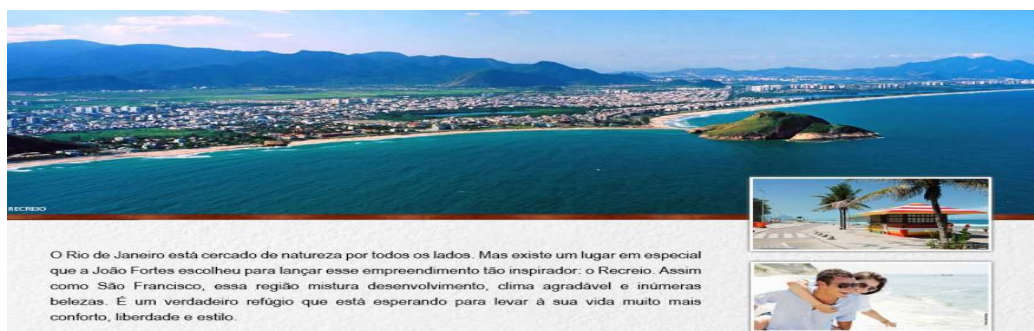 RECREIO
O Rio de Janeiro está cercado de natureza por todos os lados. Mas existe um lugar em especial
que a João Fortes escolheu para lançar esse empreendimento tão inspirador: o Recreio. Assim
como São Francisco, essa região mistura desenvolvimento, clima agradável e inúmeras
belezas. É um verdadeiro refúgio que está esperando para levar à sua vida muito mais
conforto, liberdade e estilo.